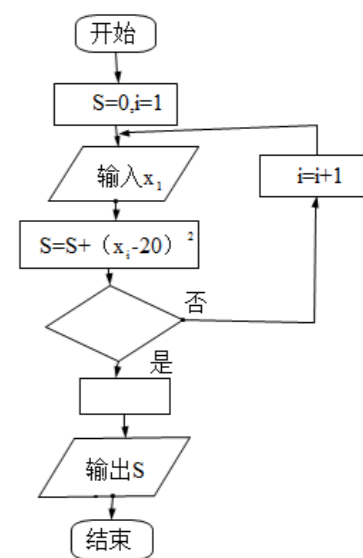 开始
S=0,i=1
输入x₁
i=i+1
S=S+（xᵢ-20）²
否
是
输出S
结束